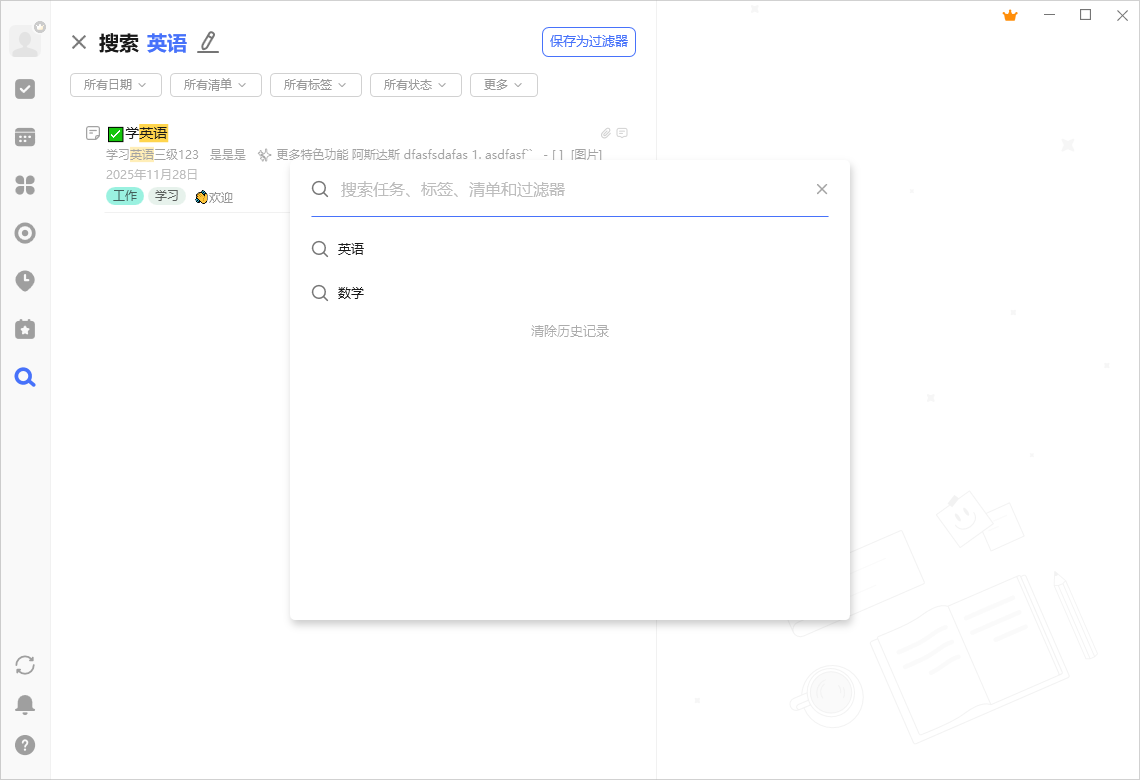 搜索 英语
保存为过滤器
所有日期 所有清单 所有标签 所有状态 更多
学英语
学习英语三级123 是是是 更多特色功能 阿斯达斯 dfasfsdafas 1. asdfasf`` - [ ] [图片]
2025年11月28日
工作 学习 欢迎
搜索任务、标签、清单和过滤器
英语
数学
清除历史记录